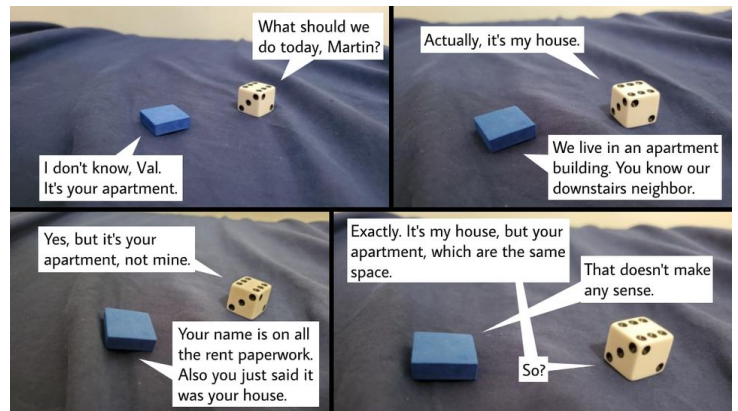 What should we
do today, Martin?
I don't know, Val.
It's your apartment.
Actually, it's my house.
We live in an apartment
building. You know our
downstairs neighbor.
Yes, but it's your
apartment, not mine.
Your name is on all
the rent paperwork.
Also you just said it
was your house.
Exactly. It's my house, but your
apartment, which are the same
space.
That doesn't make
any sense.
So?